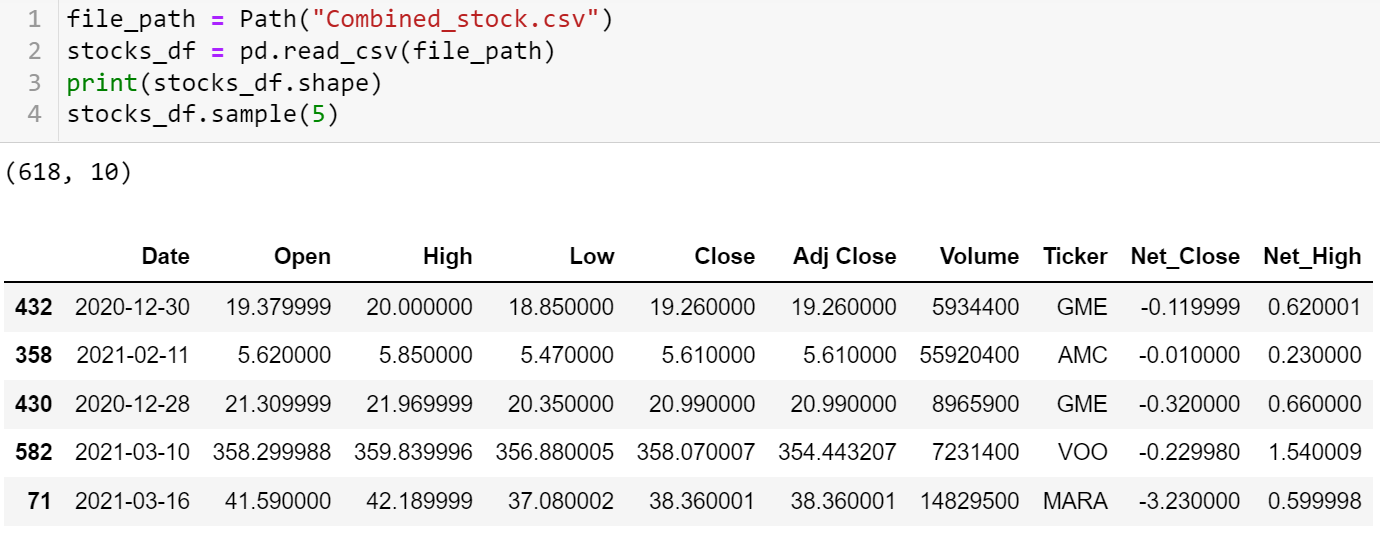 1 file_path = Path("Combined_stock.csv")
2 stocks_df = pd.read_csv(file_path)
3 print(stocks_df.shape)
4 stocks_df.sample(5)
(618, 10)
Date Open High Low Close Adj Close Volume Ticker Net_Close Net_High
432 2020-12-30 19.379999 20.000000 18.850000 19.260000 19.260000 5934400 GME -0.119999 0.620001
358 2021-02-11 5.620000 5.850000 5.470000 5.610000 5.610000 55920400 AMC -0.010000 0.230000
430 2020-12-28 21.309999 21.969999 20.350000 20.990000 20.990000 8965900 GME -0.320000 0.660000
582 2021-03-10 358.299988 359.839996 356.880005 358.070007 354.443207 7231400 VOO -0.229980 1.540009
71 2021-03-16 41.590000 42.189999 37.080002 38.360001 38.360001 14829500 MARA -3.230000 0.599998